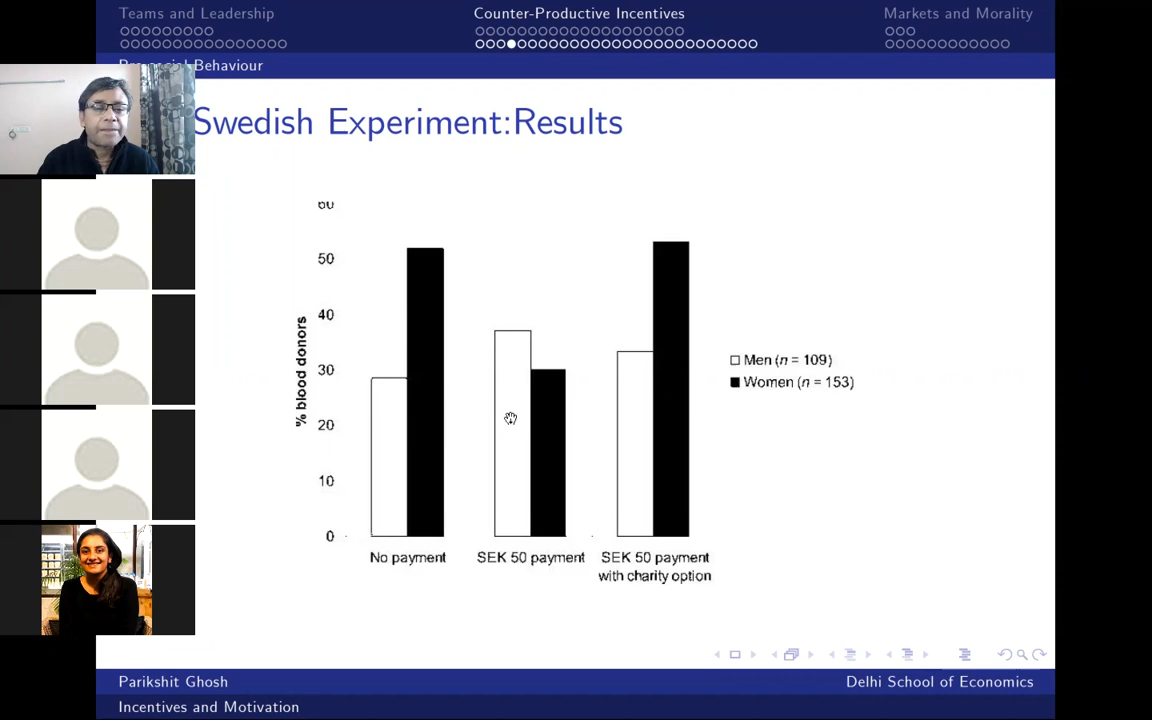 Teams and Leadership
Counter-Productive Incentives
Markets and Morality
Behaviour
Swedish Experiment:Results
60
50
40
30
20
10
0
% blood donors
No payment
SEK 50 payment
SEK 50 payment
with charity option
Men (n = 109)
Women (n = 153)
Parikshit Ghosh
Delhi School of Economics
Incentives and Motivation